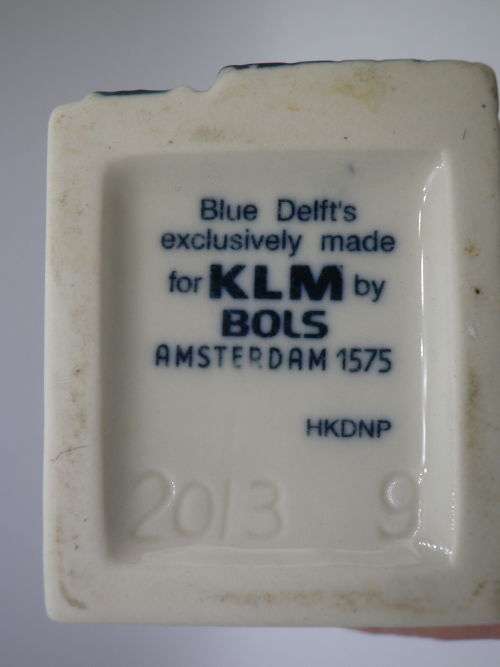 Blue Delft's
exclusively made
for KLM by
BOLS
AMSTERDAM 1575
HKDNP
2013 9